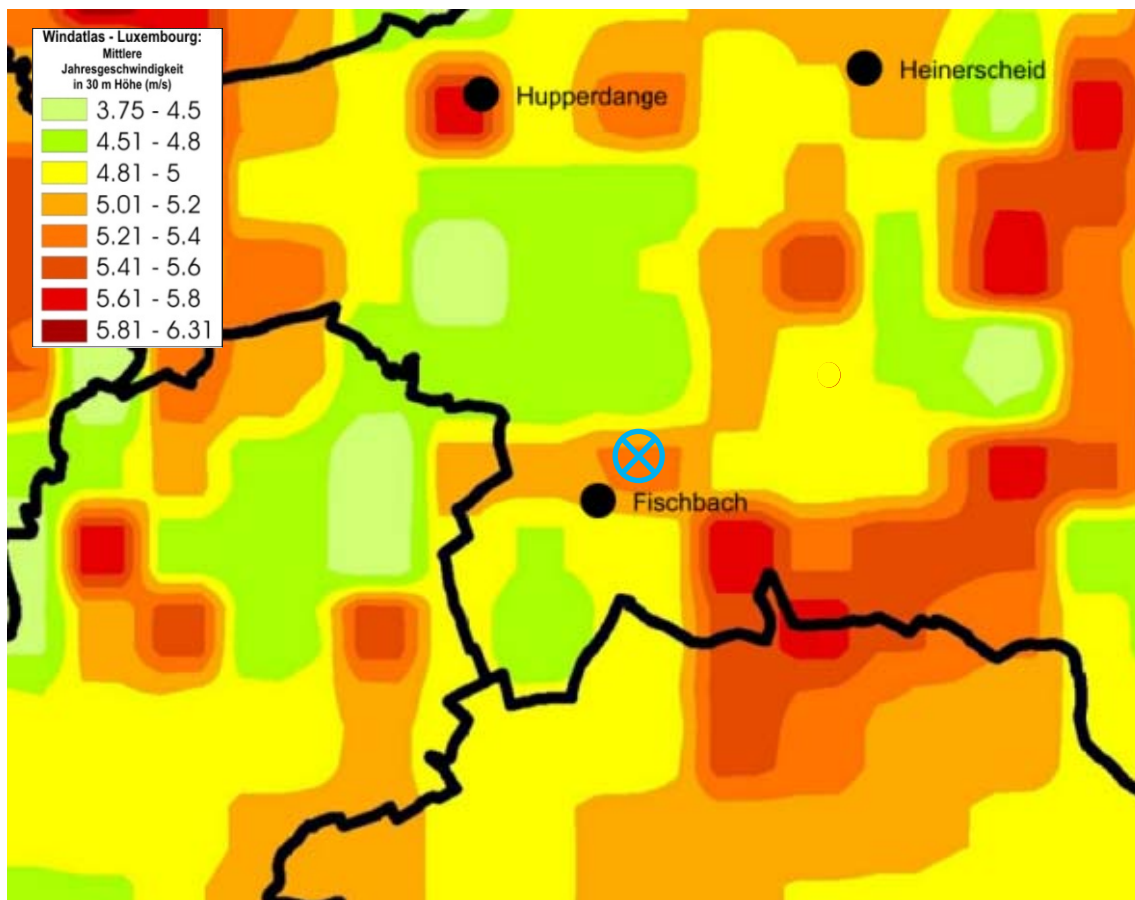 Windatlas - Luxembourg:
Mittlere
Jahresgeschwindigkeit
in 30 m Höhe (m/s)
3.75 - 4.5
4.51 - 4.8
4.81 - 5
5.01 - 5.2
5.21 - 5.4
5.41 - 5.6
5.61 - 5.8
5.81 - 6.31
Heinerscheid
Hupperdange
Fischbach